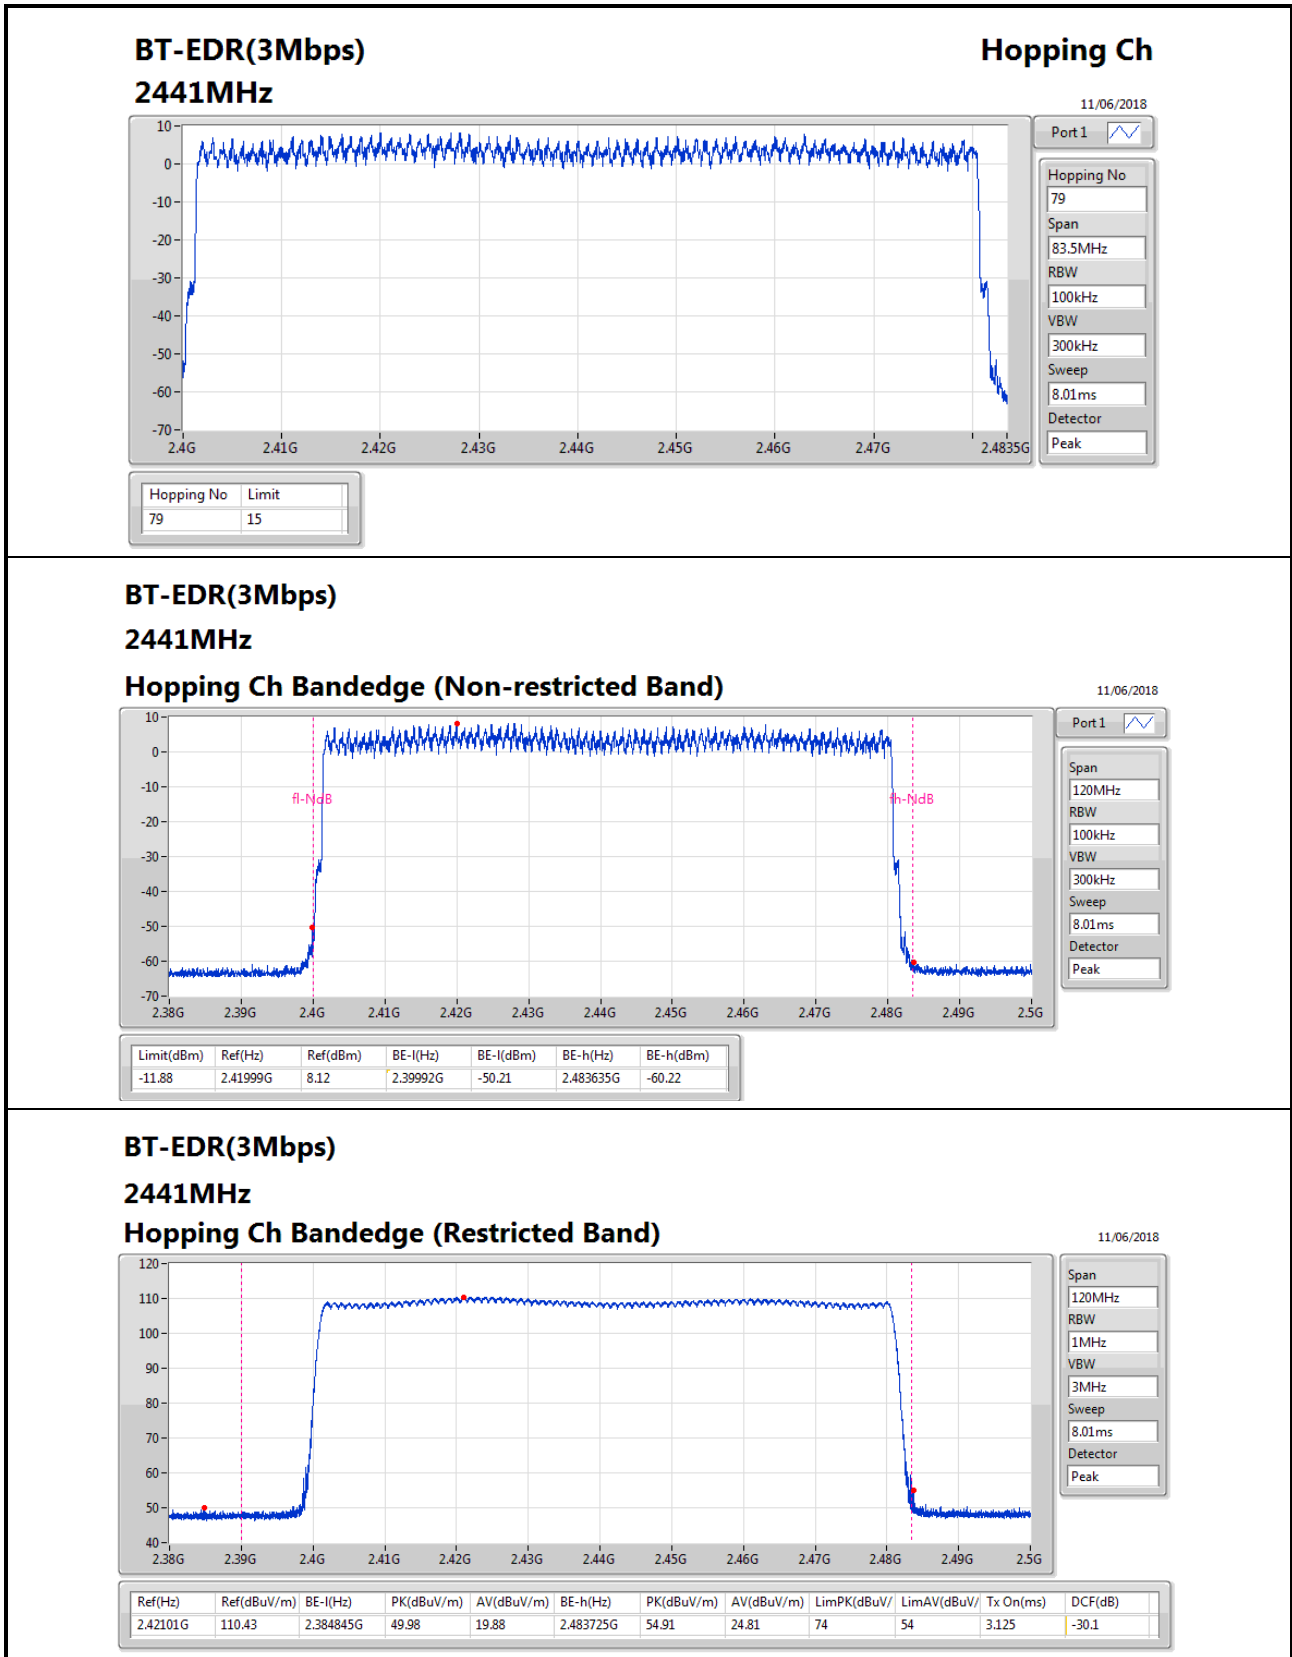 BT-EDR(3Mbps) Hopping Ch
2441MHz
11/06/2018
Port 1
Hopping No
79
Span
83.5MHz
RBW
100kHz
VBW
300kHz
Sweep
8.01ms
Detector
Peak
10
0
-10
-20
-30
-40
-50
-60
-70
2.4G 2.41G 2.42G 2.43G 2.44G 2.45G 2.46G 2.47G 2.4835G
Hopping No Limit
79 15
BT-EDR(3Mbps)
2441MHz
Hopping Ch Bandedge (Non-restricted Band)
11/06/2018
Port 1
Span
120MHz
RBW
100kHz
VBW
300kHz
Sweep
8.01ms
Detector
Peak
10
0
-10
-20
-30
-40
-50
-60
-70
fl-NdB fh-NdB
2.38G 2.39G 2.4G 2.41G 2.42G 2.43G 2.44G 2.45G 2.46G 2.47G 2.48G 2.49G 2.5G
Limit(dBm) Ref(Hz) Ref(dBm) BE-l(Hz) BE-l(dBm) BE-h(Hz) BE-h(dBm)
-11.88 2.41999G 8.12 2.39992G -50.21 2.483635G -60.22
BT-EDR(3Mbps)
2441MHz
Hopping Ch Bandedge (Restricted Band)
11/06/2018
Span
120MHz
RBW
1MHz
VBW
3MHz
Sweep
8.01ms
Detector
Peak
120
110
100
90
80
70
60
50
40
2.38G 2.39G 2.4G 2.41G 2.42G 2.43G 2.44G 2.45G 2.46G 2.47G 2.48G 2.49G 2.5G
Ref(Hz) Ref(dBuV/m) BE-l(Hz) PK(dBuV/m) AV(dBuV/m) BE-h(Hz) PK(dBuV/m) AV(dBuV/m) LimPK(dBuV/ LimAV(dBuV/ Tx On(ms) DCF(dB)
2.42101G 110.43 2.384845G 49.98 19.88 2.483725G 54.91 24.81 74 54 3.125 -30.1